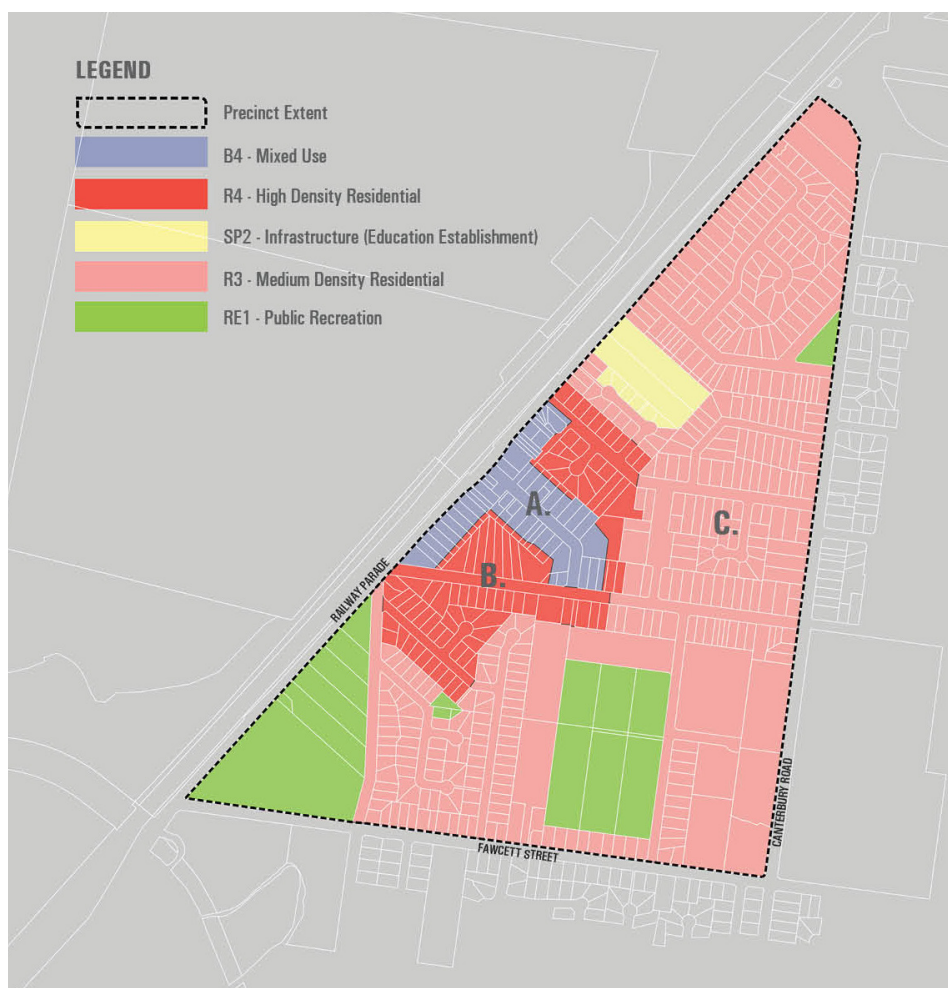 LEGEND
Precinct Extent
B4 - Mixed Use
R4 - High Density Residential
SP2 - Infrastructure (Education Establishment)
R3 - Medium Density Residential
RE1 - Public Recreation
A.
C.
B.
RAILWAY PARADE
CANTERBURY ROAD
FAWCETT STREET